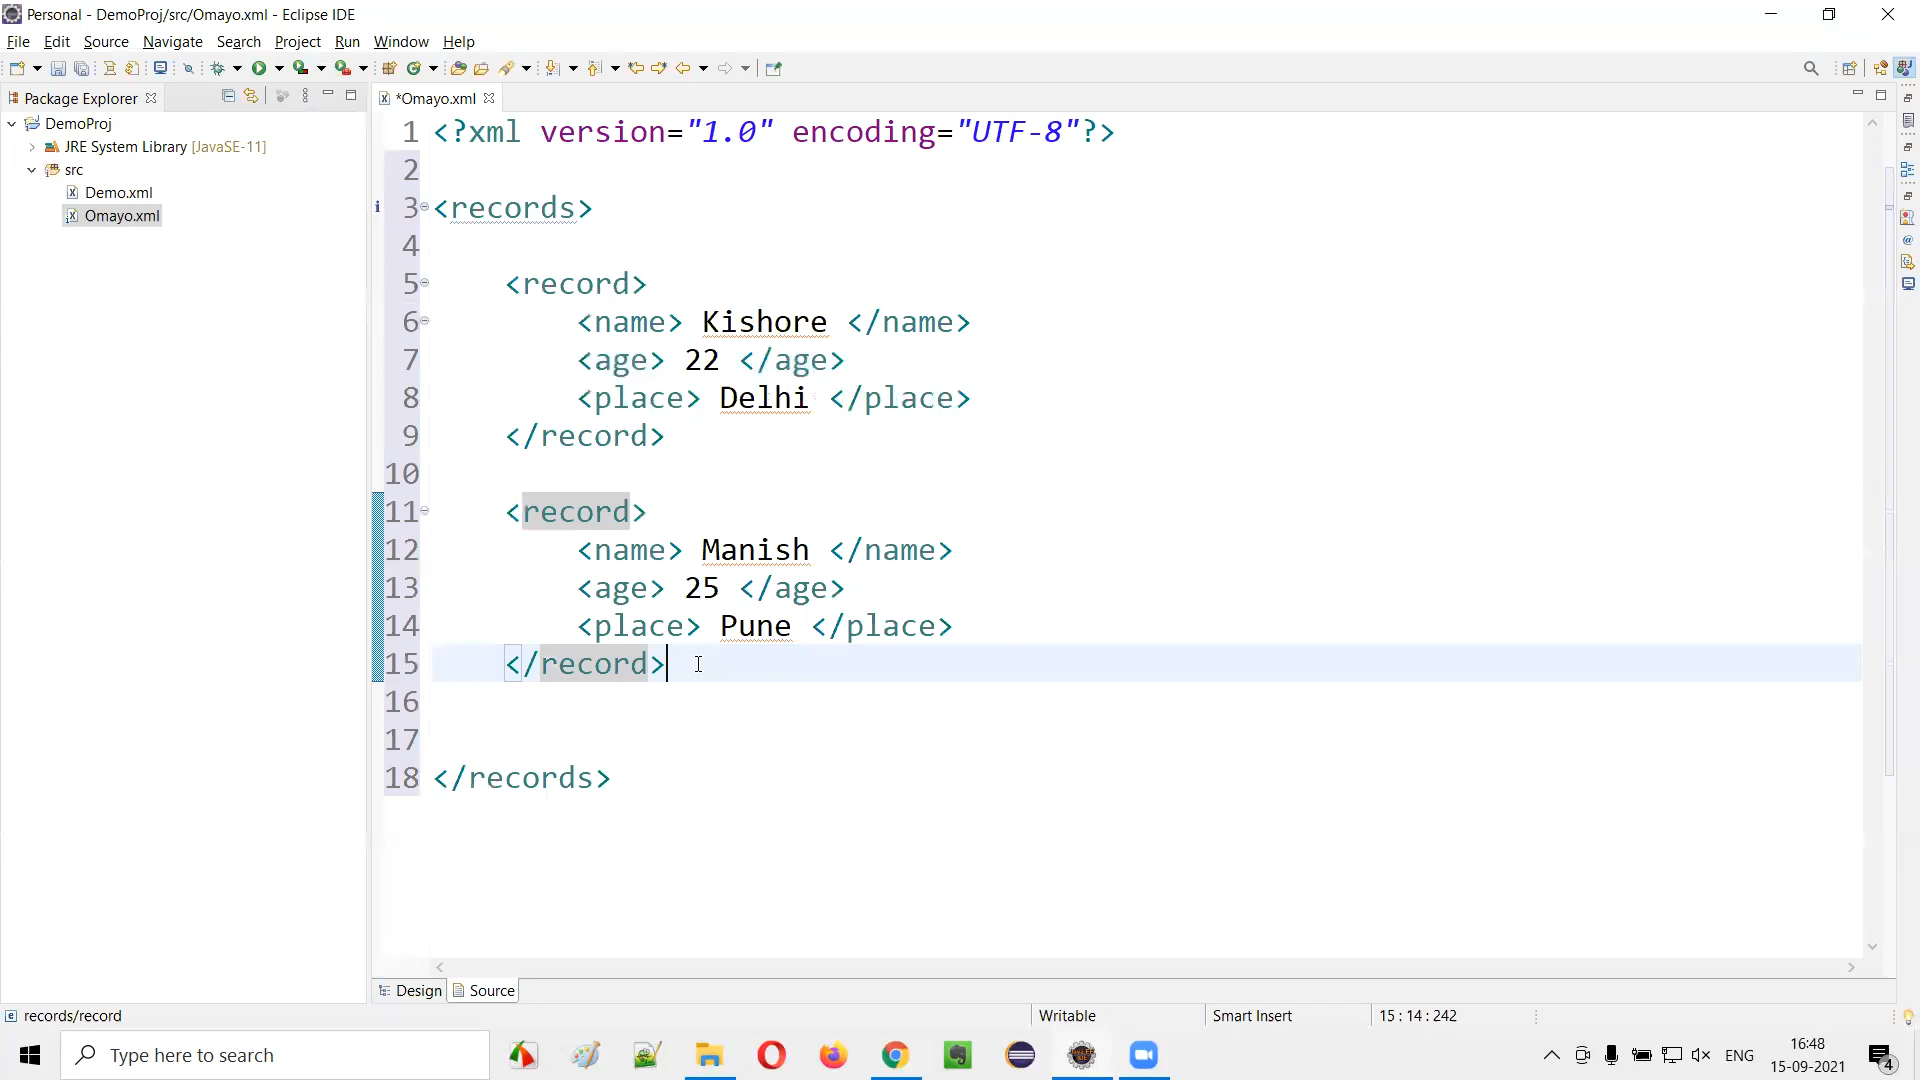 Personal - DemoProj/src/Omayo.xml - Eclipse IDE
File Edit Source Navigate Search Project Run Window Help
Package Explorer
*Omayo.xml
DemoProj
JRE System Library [JavaSE-11]
src
Demo.xml
Omayo.xml
1 <?xml version="1.0" encoding="UTF-8"?>
2
3 <records>
4
5 <record>
6 <name> Kishore </name>
7 <age> 22 </age>
8 <place> Delhi </place>
9 </record>
10
11 <record>
12 <name> Manish </name>
13 <age> 25 </age>
14 <place> Pune </place>
15 </record>
16
17
18 </records>
Design Source
records/record
Writable
Smart Insert
15 : 14 : 242
Type here to search
ENG
16:48
15-09-2021
4